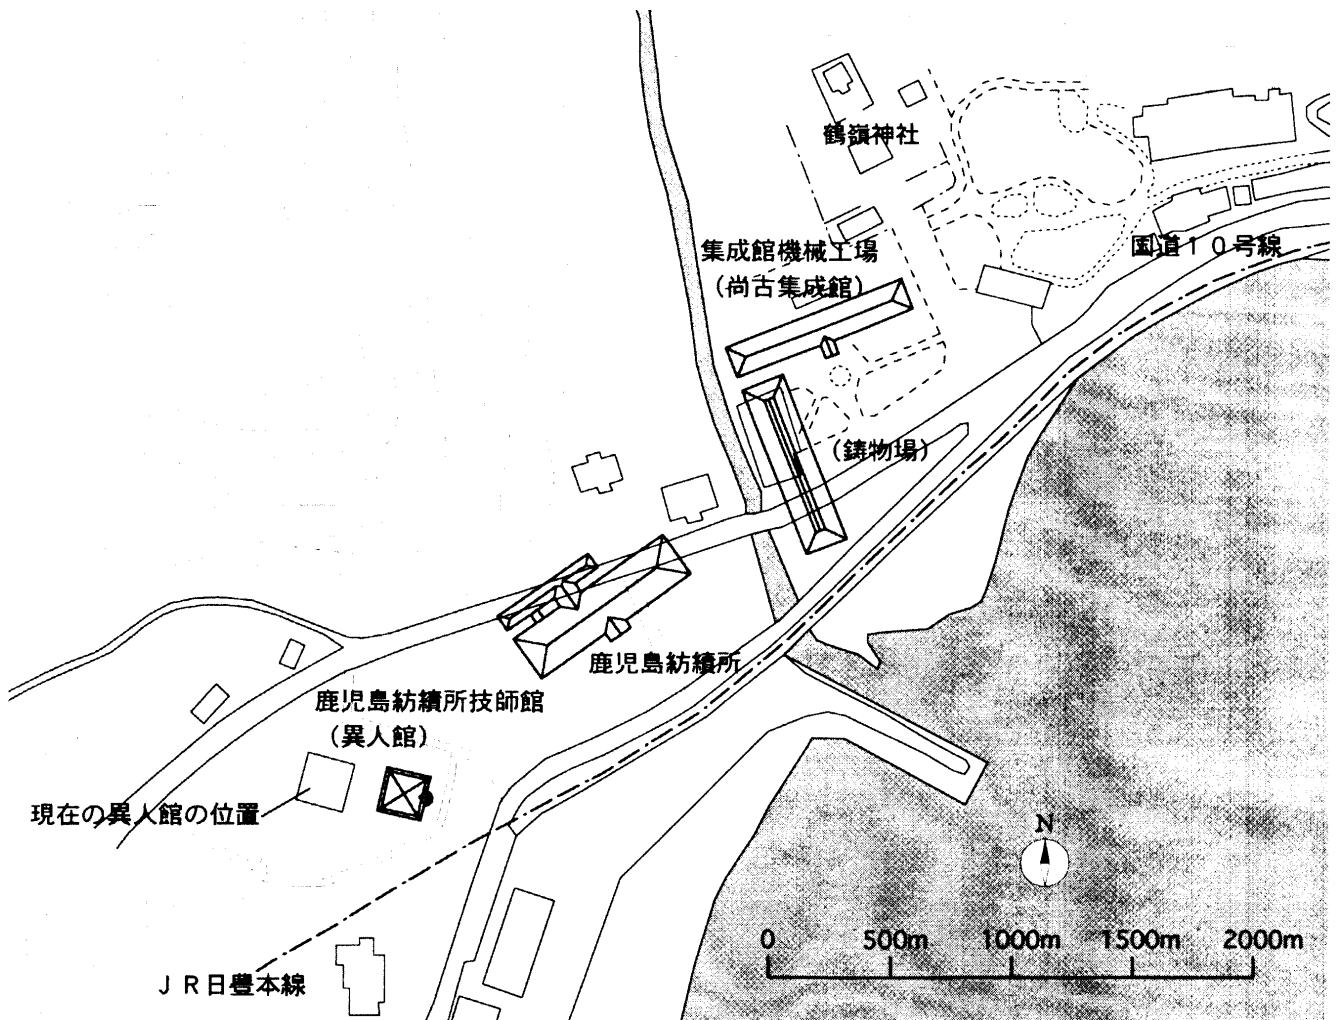 鶴嶺神社
国道１０号線
集成館機械工場
（尚古集成館）
（鋳物場）
鹿児島紡績所
鹿児島紡績所技師館
（異人館）
現在の異人館の位置
ＪＲ日豊本線
N
0 500m 1000m 1500m 2000m